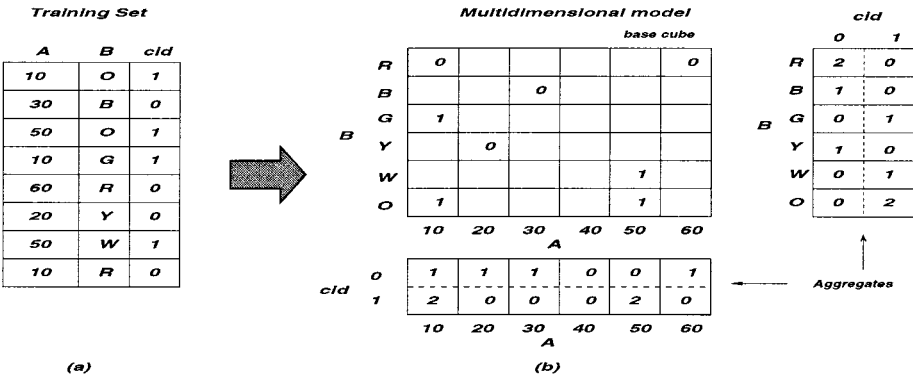 Training Set
A B cid
10 O 1
30 B 0
50 O 1
10 G 1
60 R 0
20 Y 0
50 W 1
10 R 0
(a)
Multidimensional model
base cube
B
R 0 0
B 0
G 1
Y 0
W 1
O 1 1
10 20 30 40 50 60
A
cid
0 1 1 1 0 0 1
1 2 0 0 0 2 0
10 20 30 40 50 60
A
(b)
cid
0 1
B
R 2 0
B 1 0
G 0 1
Y 1 0
W 0 1
O 0 2
Aggregates